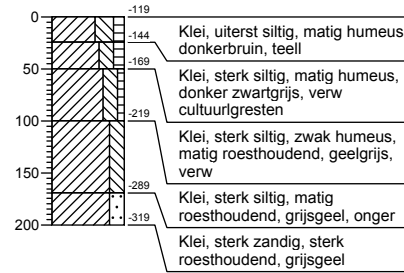 0
-119
Klei, uiterst siltig, matig humeus
donkerbruin, teell
-144
50
-169
Klei, sterk siltig, matig humeus,
donker zwartgrijs, verw
cultuurlgresten
100
-219
Klei, sterk siltig, zwak humeus,
matig roesthoudend, geelgrijs,
verw
150
-289
Klei, sterk siltig, matig
roesthoudend, grijsgeel, onger
200
-319
Klei, sterk zandig, sterk
roesthoudend, grijsgeel